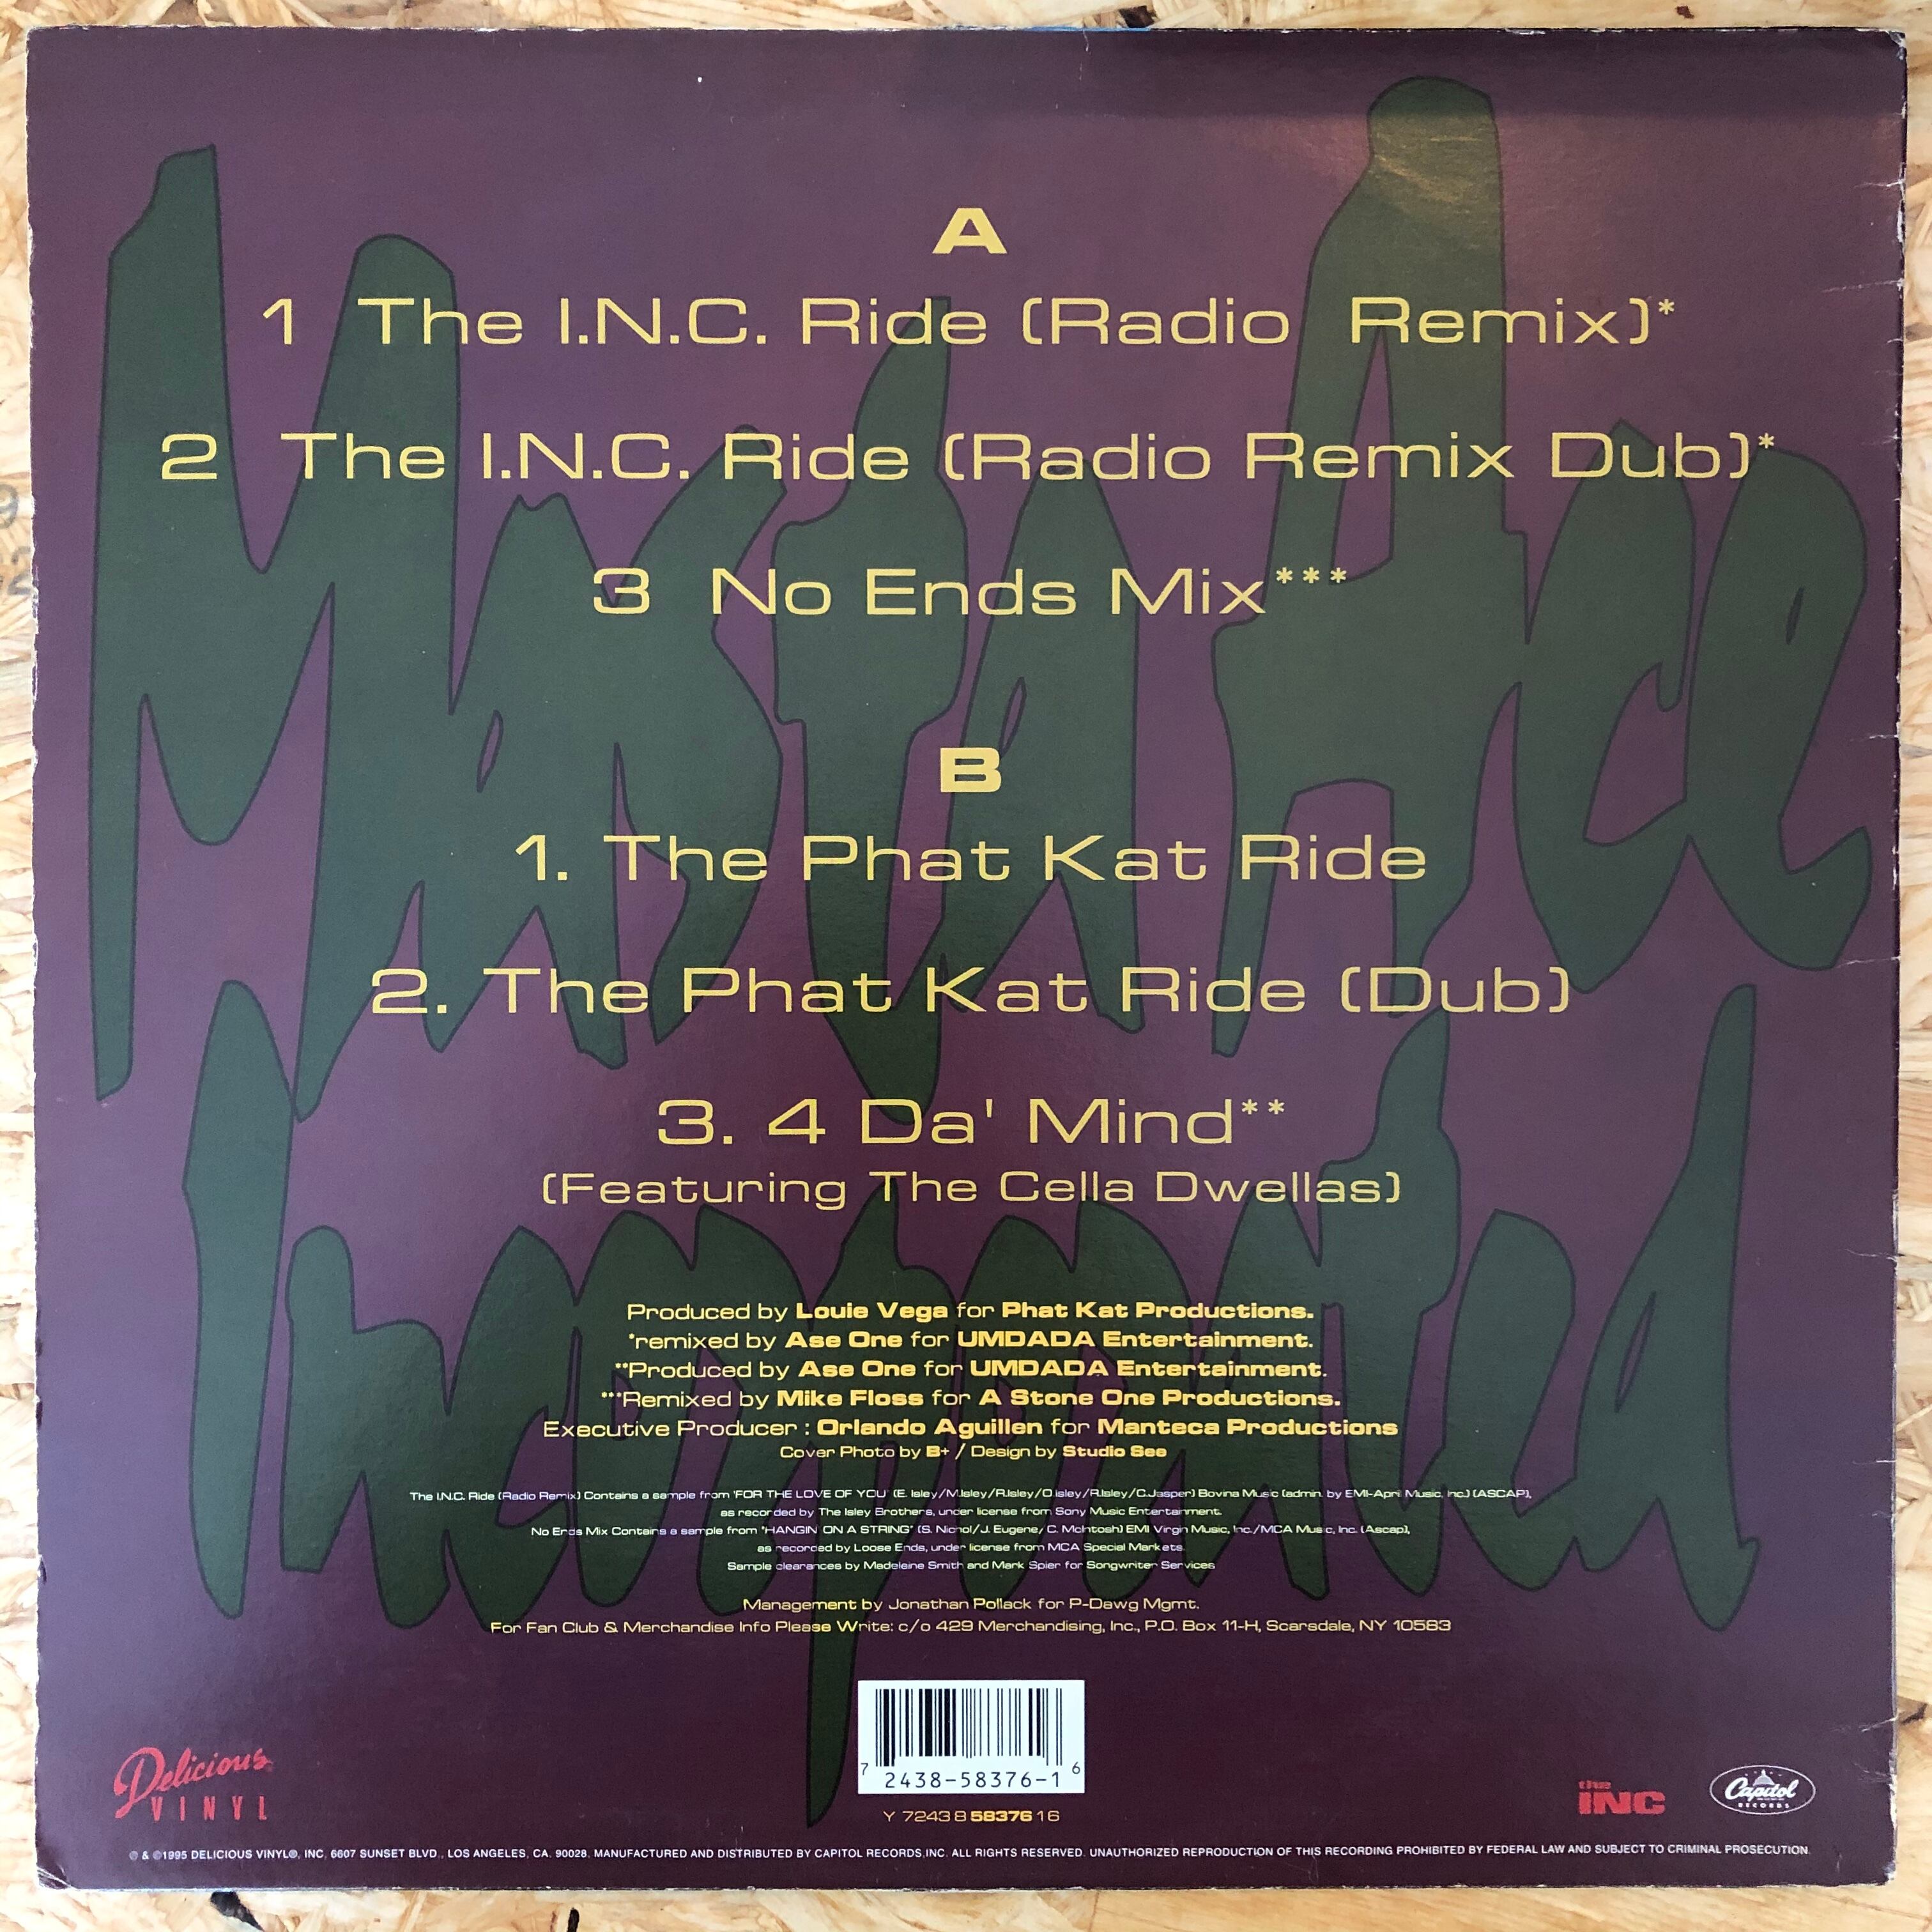 Masta Ace
Incorporated
A
1 The I.N.C. Ride (Radio Remix)*
2 The I.N.C. Ride (Radio Remix Dub)*
3 No Ends Mix***
B
1. The Phat Kat Ride
2. The Phat Kat Ride (Dub)
3. 4 Da' Mind**
(Featuring The Cella Dwellas)
Produced by Louie Vega for Phat Kat Productions.
*remixed by Ase One for UMDADA Entertainment.
**Produced by Ase One for UMDADA Entertainment.
***Remixed by Mike Floss for A Stone One Productions.
Executive Producer : Orlando Aguillen for Manteca Productions
Cover Photo by B+ / Design by Studio See
The I.N.C. Ride (Radio Remix) Contains a sample from 'FOR THE LOVE OF YOU' (E. Isley/M.Isley/R.Isley/O.Isley/R.Isley/C.Jasper) Bovina Music (admin. by EMI-April Music, Inc.) (ASCAP),
as recorded by The Isley Brothers, under license from Sony Music Entertainment.
No Ends Mix Contains a sample from "HANGIN' ON A STRING" (S. Nichol/J. Eugene/ C. McIntosh) EMI Virgin Music, Inc./MCA Music, Inc. (Ascap),
as recorded by Loose Ends, under license from MCA Special Markets.
Sample clearances by Madeleine Smith and Mark Spier for Songwriter Services
Management by Jonathan Pollack for P-Dawg Mgmt.
For Fan Club & Merchandise Info Please Write: c/o 429 Merchandising, Inc., P.O. Box 11-H, Scarsdale, NY 10583
7 2438-58376-1 6
Y 7243 8 58376 1 6
Delicious
VINYL
the
INC
Capitol
RECORDS
℗ & ©1995 DELICIOUS VINYL®, INC. 6607 SUNSET BLVD., LOS ANGELES, CA. 90028. MANUFACTURED AND DISTRIBUTED BY CAPITOL RECORDS,INC. ALL RIGHTS RESERVED. UNAUTHORIZED REPRODUCTION OF THIS RECORDING PROHIBITED BY FEDERAL LAW AND SUBJECT TO CRIMINAL PROSECUTION.